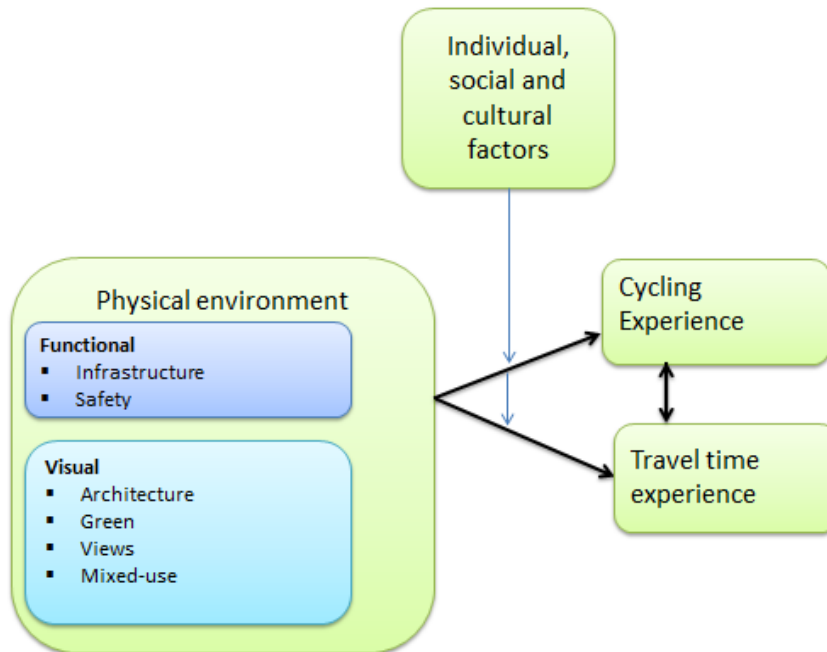 Individual,
social and
cultural
factors
Physical environment
Functional
▪ Infrastructure
▪ Safety
Visual
▪ Architecture
▪ Green
▪ Views
▪ Mixed-use
Cycling
Experience
Travel time
experience